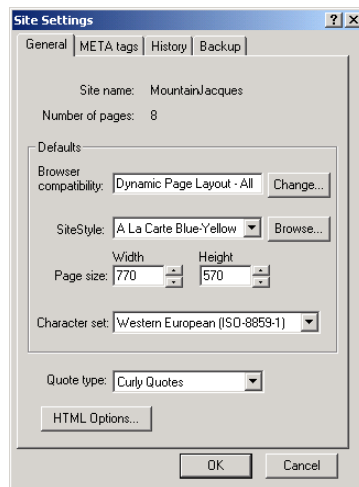 Site Settings
General META tags History Backup
Site name: MountainJacques
Number of pages: 8
Defaults
Browser
compatibility: Dynamic Page Layout - All Change...
SiteStyle: A La Carte Blue-Yellow Browse...
Width Height
Page size: 770 570
Character set: Western European (ISO-8859-1)
Quote type: Curly Quotes
HTML Options...
OK Cancel